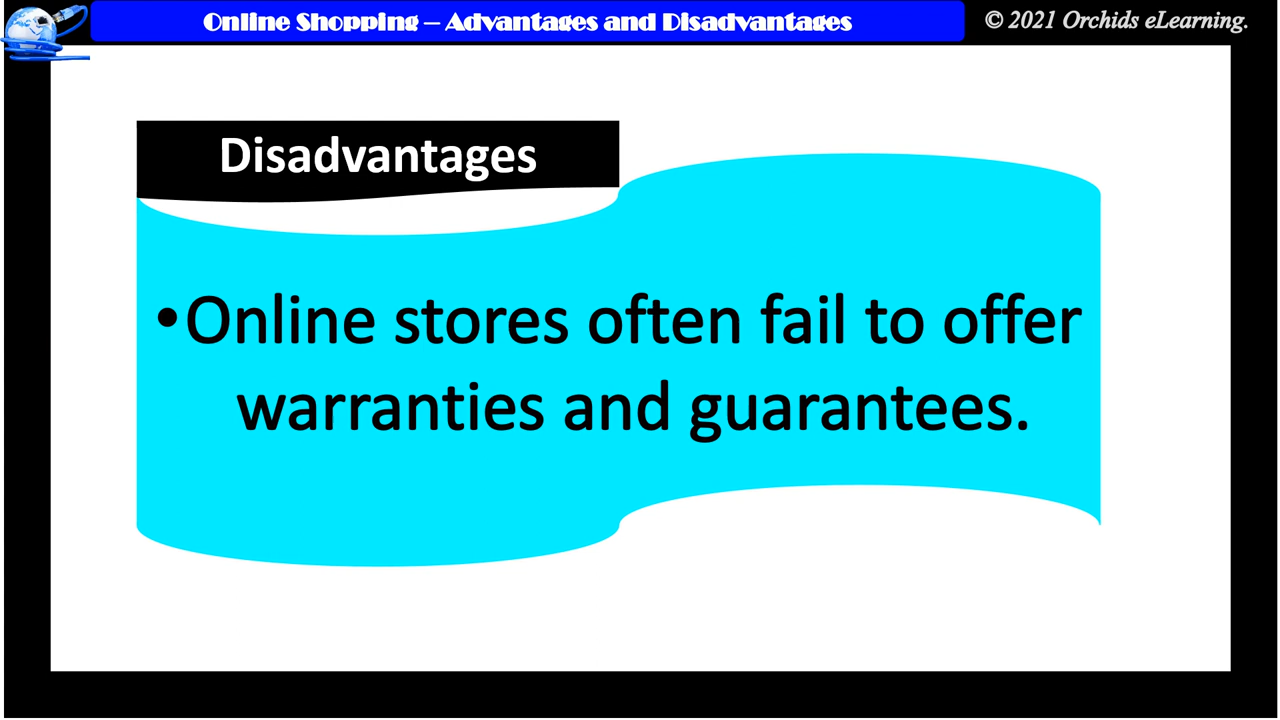 Online Shopping – Advantages and Disadvantages
© 2021 Orchids eLearning.
Disadvantages
•Online stores often fail to offer
warranties and guarantees.